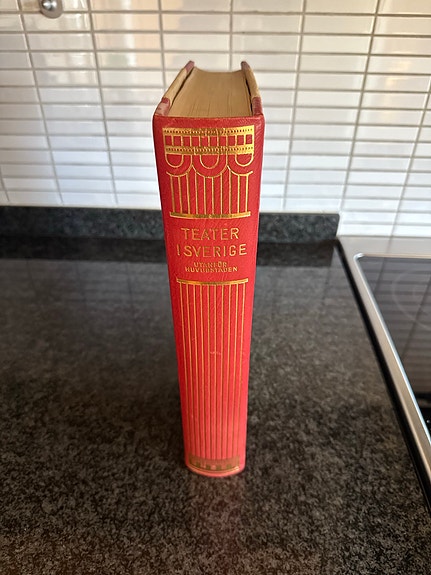 TEATER
I SVERIGE
UTANFÖR
HUVUDSTADEN